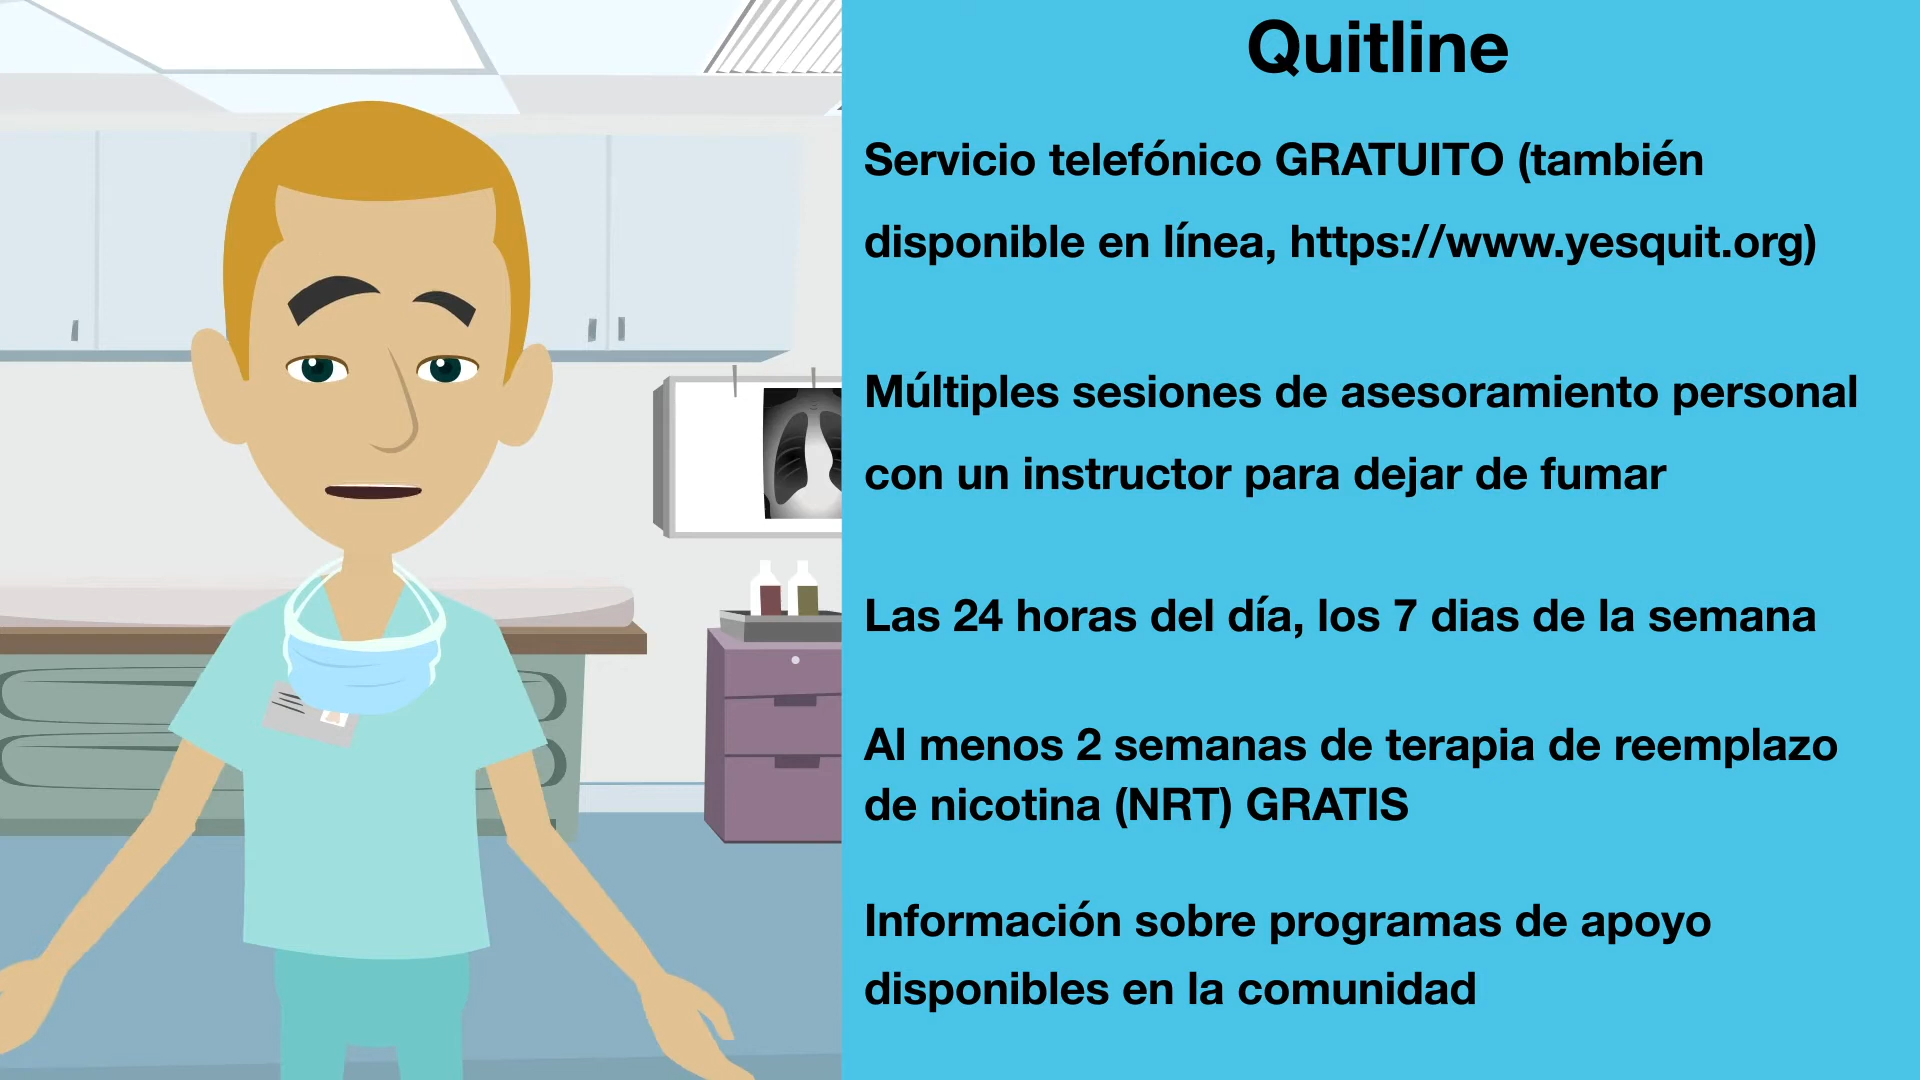 Quitline
Servicio telefónico GRATUITO (también
disponible en línea, https://www.yesquit.org)
Múltiples sesiones de asesoramiento personal
con un instructor para dejar de fumar
Las 24 horas del día, los 7 dias de la semana
Al menos 2 semanas de terapia de reemplazo
de nicotina (NRT) GRATIS
Información sobre programas de apoyo
disponibles en la comunidad